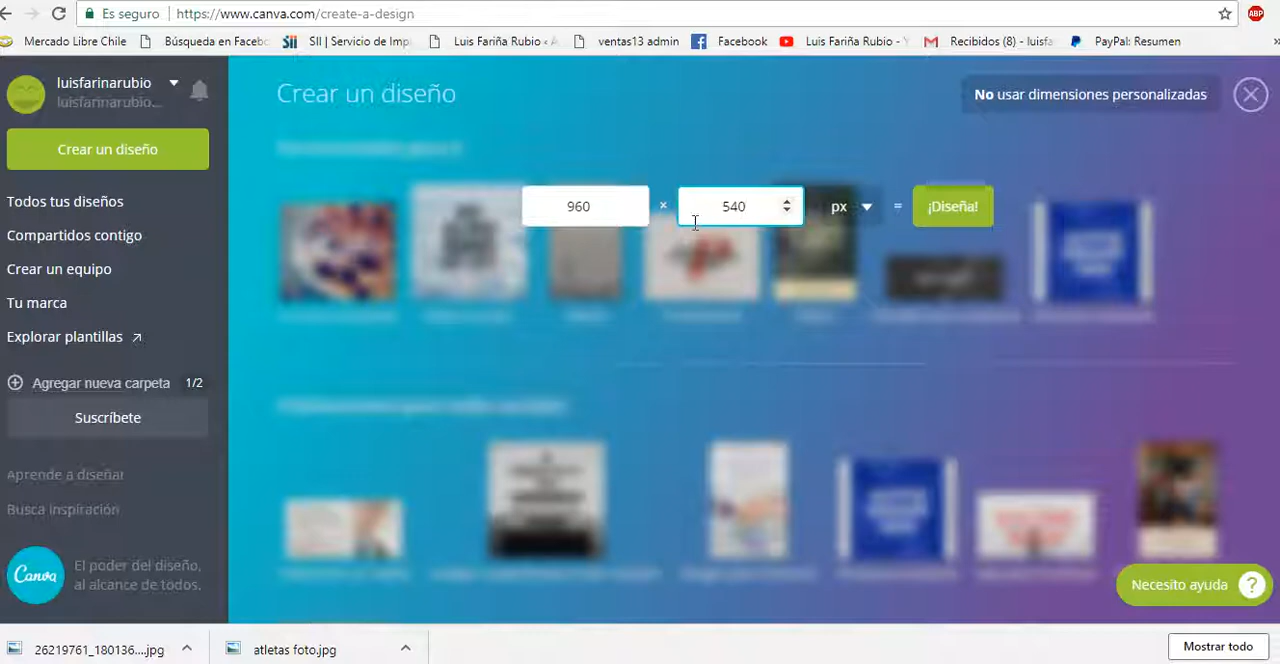 Es seguro | https://www.canva.com/create-a-design
ABP
Mercado Libre Chile
Búsqueda en Faceb
SII | Servicio de Imp
Luis Fariña Rubio
ventas13 admin
Facebook
Luis Fariña Rubio - Y
Recibidos (8) - luisfa
PayPal: Resumen
»
luisfarinarubio
luisfarinarubio...
Crear un diseño
Todos tus diseños
Compartidos contigo
Crear un equipo
Tu marca
Explorar plantillas
Agregar nueva carpeta 1/2
Suscríbete
Aprende a diseñar
Busca inspiración
Canva
El poder del diseño,
al alcance de todos.
Crear un diseño
No usar dimensiones personalizadas
960 × 540 px = ¡Diseña!
Necesito ayuda ?
26219761_180136....jpg
atletas foto.jpg
Mostrar todo